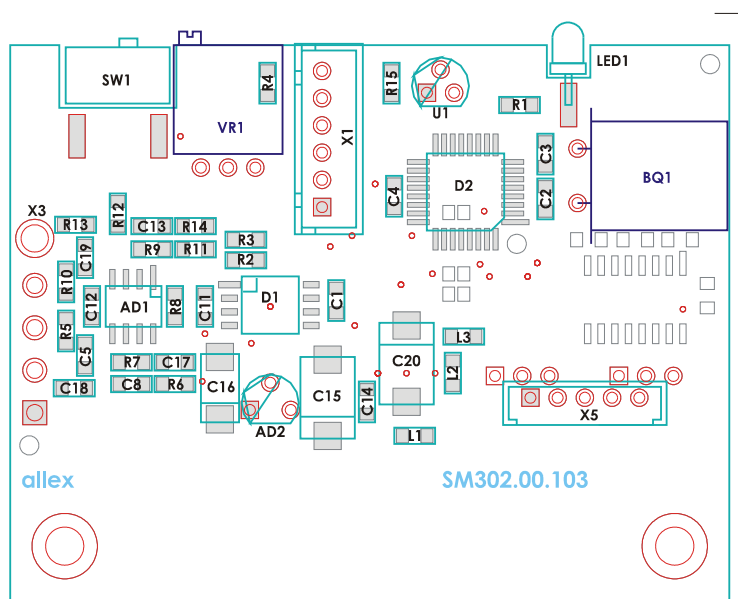 LED1
SW1
R4
R15
U1
R1
VR1
X1
C3
D2
BQ1
C4
C2
X3
R12
R13
C13
R14
R3
C19
R9
R11
R2
R10
C12
AD1
R8
C11
D1
C1
R5
C5
L3
R7
C17
C20
L2
C18
C8
R6
C16
C15
C14
X5
AD2
L1
allex
SM302.00.103